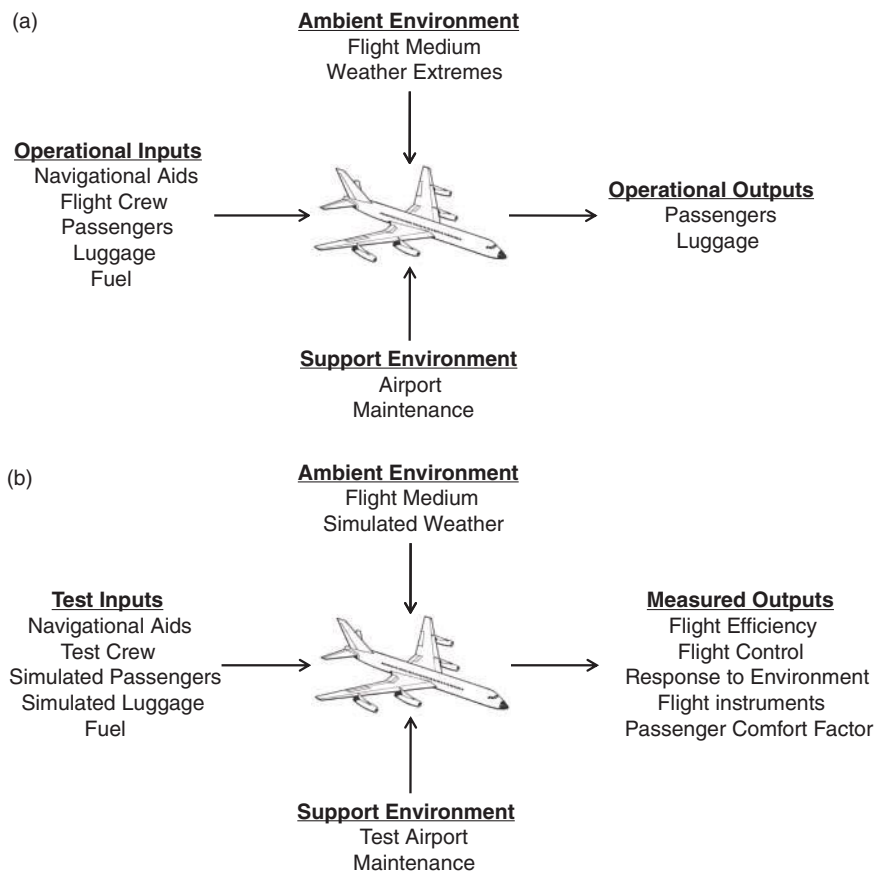 (a)
Ambient Environment
Flight Medium
Weather Extremes
Operational Inputs
Navigational Aids
Flight Crew
Passengers
Luggage
Fuel
Operational Outputs
Passengers
Luggage
Support Environment
Airport
Maintenance
(b)
Ambient Environment
Flight Medium
Simulated Weather
Test Inputs
Navigational Aids
Test Crew
Simulated Passengers
Simulated Luggage
Fuel
Measured Outputs
Flight Efficiency
Flight Control
Response to Environment
Flight instruments
Passenger Comfort Factor
Support Environment
Test Airport
Maintenance